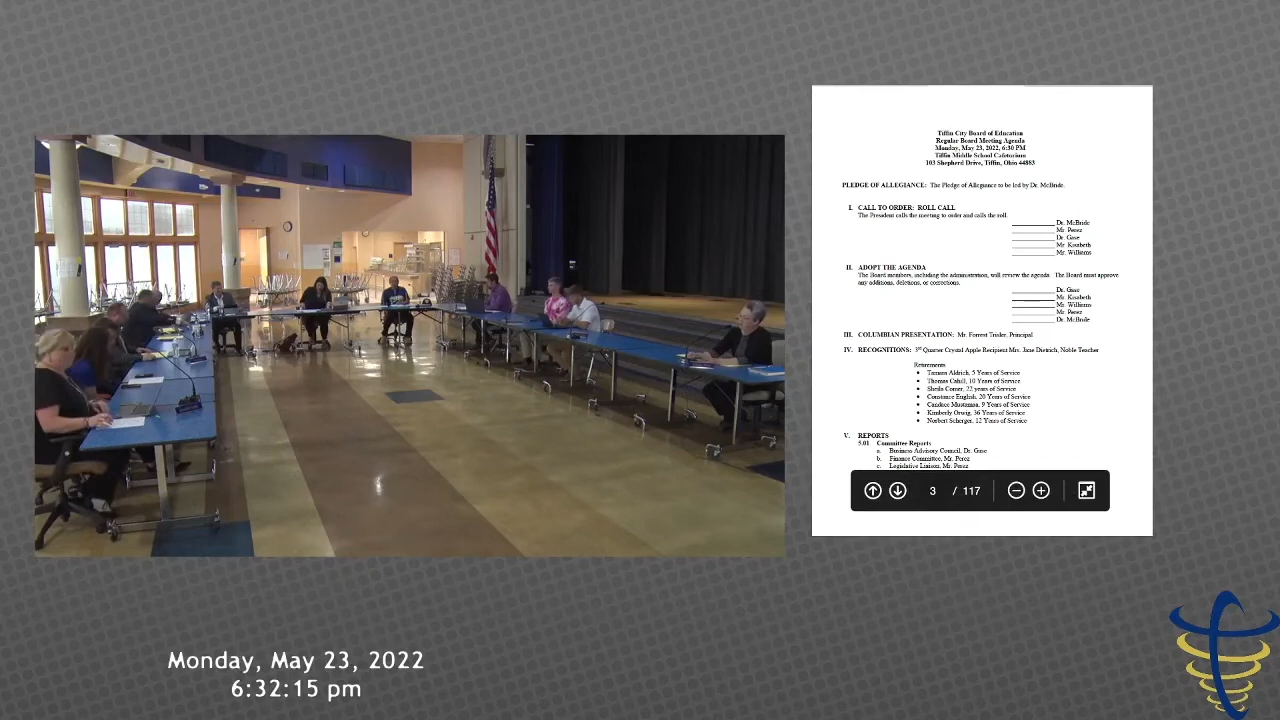 Tiffin City Board of Education
Regular Board Meeting Agenda
Monday, May 23, 2022, 6:30 PM
Tiffin Middle School Cafetorium
103 Shepherd Drive, Tiffin, Ohio 44883
PLEDGE OF ALLEGIANCE: The Pledge of Allegiance to be led by Dr. McBride.
I. CALL TO ORDER: ROLL CALL
The President calls the meeting to order and calls the roll.
Dr. McBride
Mr. Perez
Dr. Gase
Mr. Kisabeth
Mr. Williams
II. ADOPT THE AGENDA
The Board members, including the administration, will review the agenda. The Board must approve
any additions, deletions, or corrections.
Dr. Gase
Mr. Kisabeth
Mr. Williams
Mr. Perez
Dr. McBride
III. COLUMBIAN PRESENTATION: Mr. Forrest Trisler, Principal
IV. RECOGNITIONS: 3rd Quarter Crystal Apple Recipient Mrs. Jane Dietrich, Noble Teacher
Retirements
• Tamara Aldrich, 5 Years of Service
• Thomas Cahill, 10 Years of Service
• Sheila Comer, 22 years of Service
• Constance English, 20 Years of Service
• Candace Mustamaa, 9 Years of Service
• Kimberly Orwig, 36 Years of Service
• Norbert Scherger, 12 Years of Service
V. REPORTS
5.01 Committee Reports
a. Business Advisory Council, Dr. Gase
b. Finance Committee, Mr. Perez
c. Legislative Liaison, Mr. Perez
3 / 117
Monday, May 23, 2022
6:32:15 pm